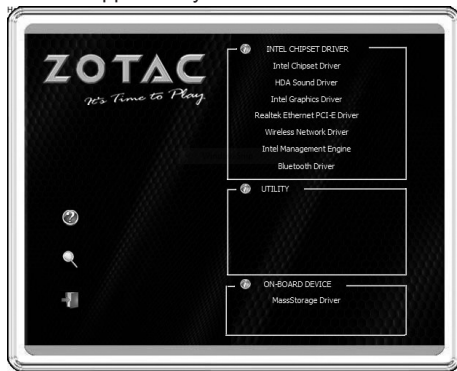 ZOTAC
It's Time to Play
INTEL CHIPSET DRIVER
Intel Chipset Driver
HDA Sound Driver
Intel Graphics Driver
Realtek Ethernet PCI-E Driver
Wireless Network Driver
Intel Management Engine
Bluetooth Driver
UTILITY
ON-BOARD DEVICE
MassStorage Driver